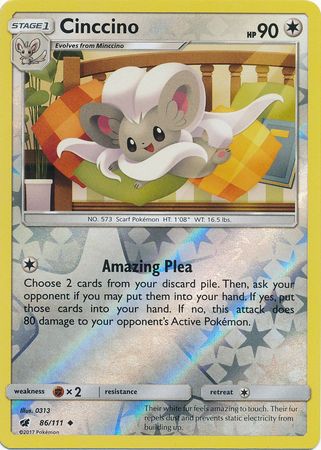 STAGE1 Cinccino HP 90
Evolves from Minccino
NO. 573 Scarf Pokémon HT: 1'08" WT: 16.5 lbs.
Amazing Plea
Choose 2 cards from your discard pile. Then, ask your
opponent if you may put them into your hand. If yes, put
those cards into your hand. If no, this attack does
80 damage to your opponent's Active Pokémon.
weakness ×2 resistance retreat
Illus. 0313
86/111
©2017 Pokémon
Their white fur feels amazing to touch. Their fur
repels dust and prevents static electricity from
building up.